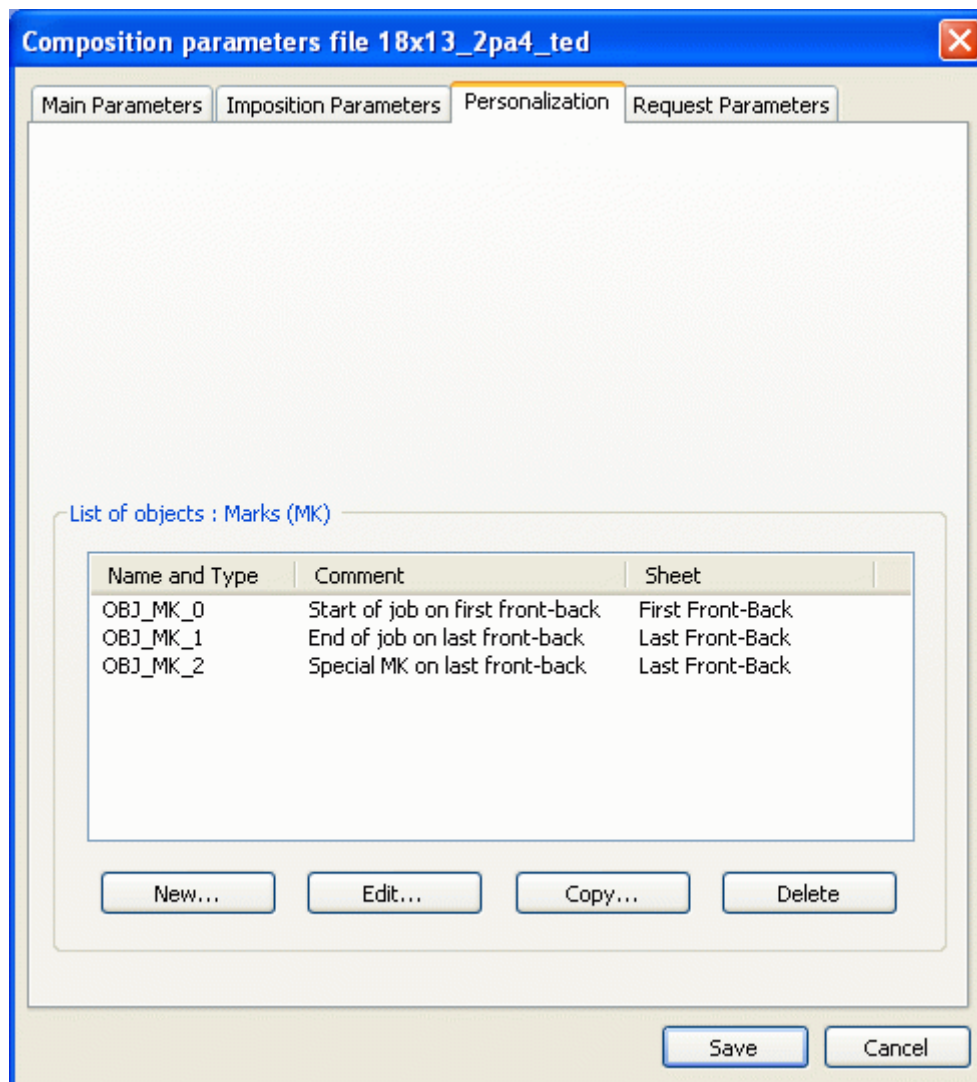 Composition parameters file 18x13_2pa4_ted
Main Parameters Imposition Parameters Personalization Request Parameters
List of objects : Marks (MK)
Name and Type Comment Sheet
OBJ_MK_0 Start of job on first front-back First Front-Back
OBJ_MK_1 End of job on last front-back Last Front-Back
OBJ_MK_2 Special MK on last front-back Last Front-Back
New... Edit... Copy... Delete
Save Cancel